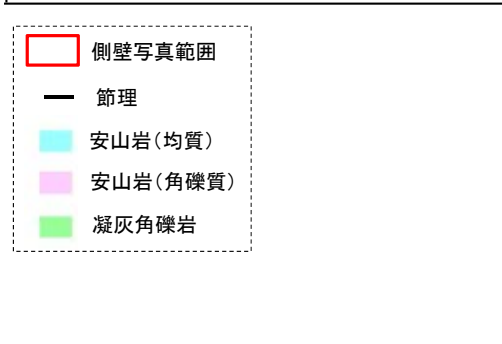 側壁写真範囲
節理
安山岩（均質）
安山岩（角礫質）
凝灰角礫岩